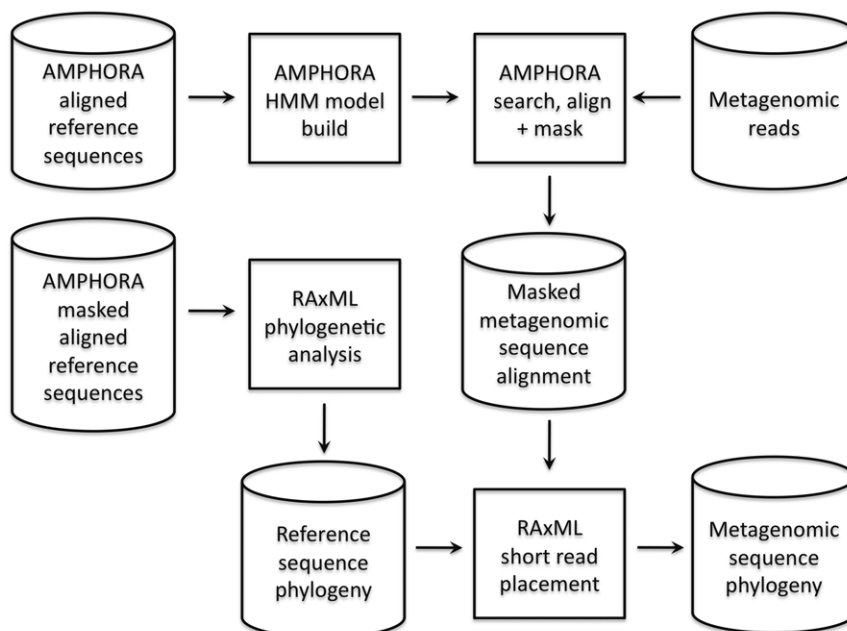 AMPHORA
aligned
reference
sequences
AMPHORA
HMM model
build
AMPHORA
search, align
+ mask
Metagenomic
reads
AMPHORA
masked
aligned
reference
sequences
RAxML
phylogenetic
analysis
Masked
metagenomic
sequence
alignment
Reference
sequence
phylogeny
RAxML
short read
placement
Metagenomic
sequence
phylogeny